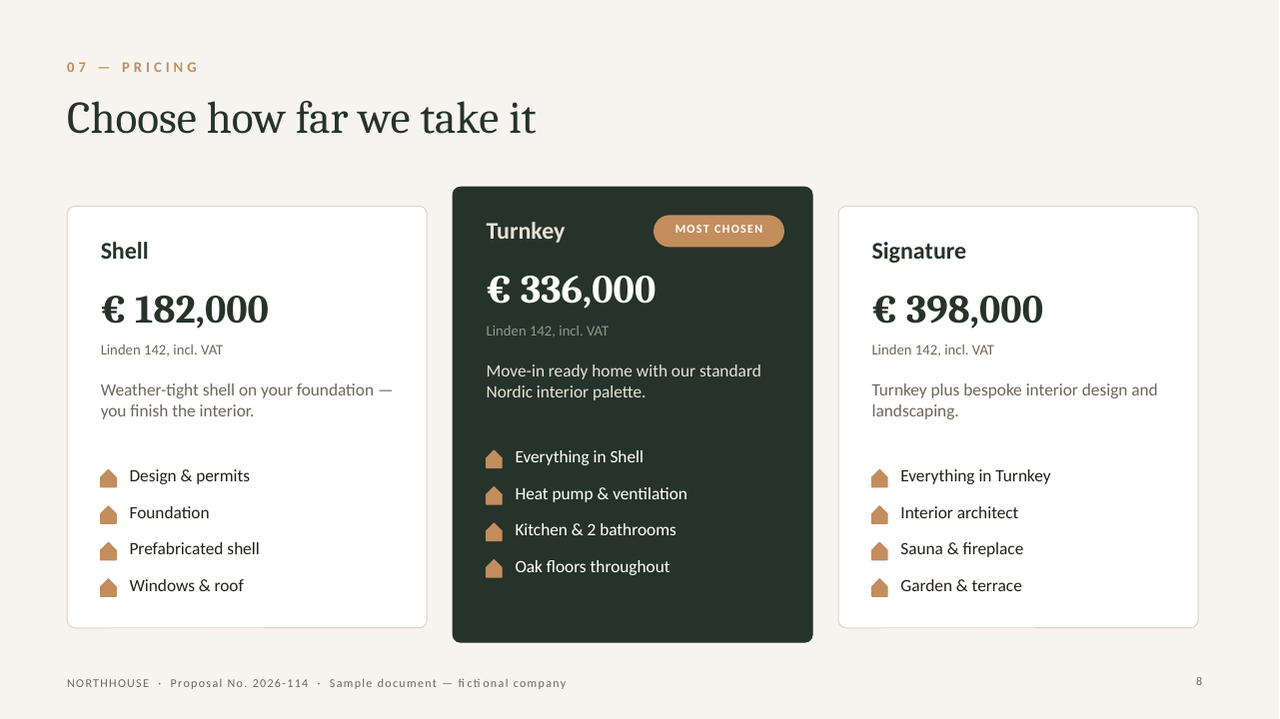 07 — PRICING
Choose how far we take it
Shell
€ 182,000
Linden 142, incl. VAT
Weather-tight shell on your foundation —
you finish the interior.
Design & permits
Foundation
Prefabricated shell
Windows & roof
Turnkey
MOST CHOSEN
€ 336,000
Linden 142, incl. VAT
Move-in ready home with our standard
Nordic interior palette.
Everything in Shell
Heat pump & ventilation
Kitchen & 2 bathrooms
Oak floors throughout
Signature
€ 398,000
Linden 142, incl. VAT
Turnkey plus bespoke interior design and
landscaping.
Everything in Turnkey
Interior architect
Sauna & fireplace
Garden & terrace
NORTHHOUSE · Proposal No. 2026-114 · Sample document — fictional company
8